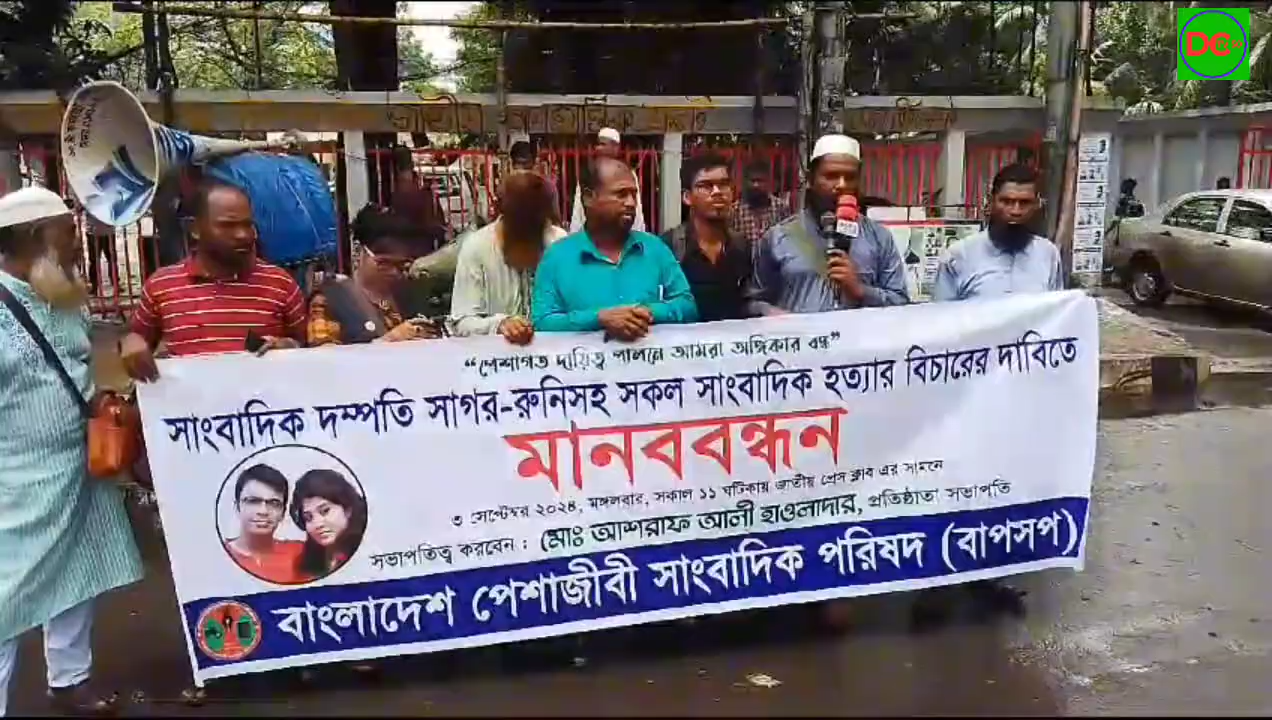 DC
“পেশাগত দায়িত্ব পালনে আমরা অঙ্গিকার বদ্ধ”
সাংবাদিক দম্পতি সাগর-রুনিসহ সকল সাংবাদিক হত্যার বিচারের দাবিতে
মানববন্ধন
৩ সেপ্টেম্বর ২০২৪, মঙ্গলবার, সকাল ১১ ঘটিকায় জাতীয় প্রেস ক্লাব এর সামনে
সভাপতিত্ব করবেন : মোঃ আশরাফ আলী হাওলাদার, প্রতিষ্ঠাতা সভাপতি
বাংলাদেশ পেশাজীবী সাংবাদিক পরিষদ (বাপসপ)